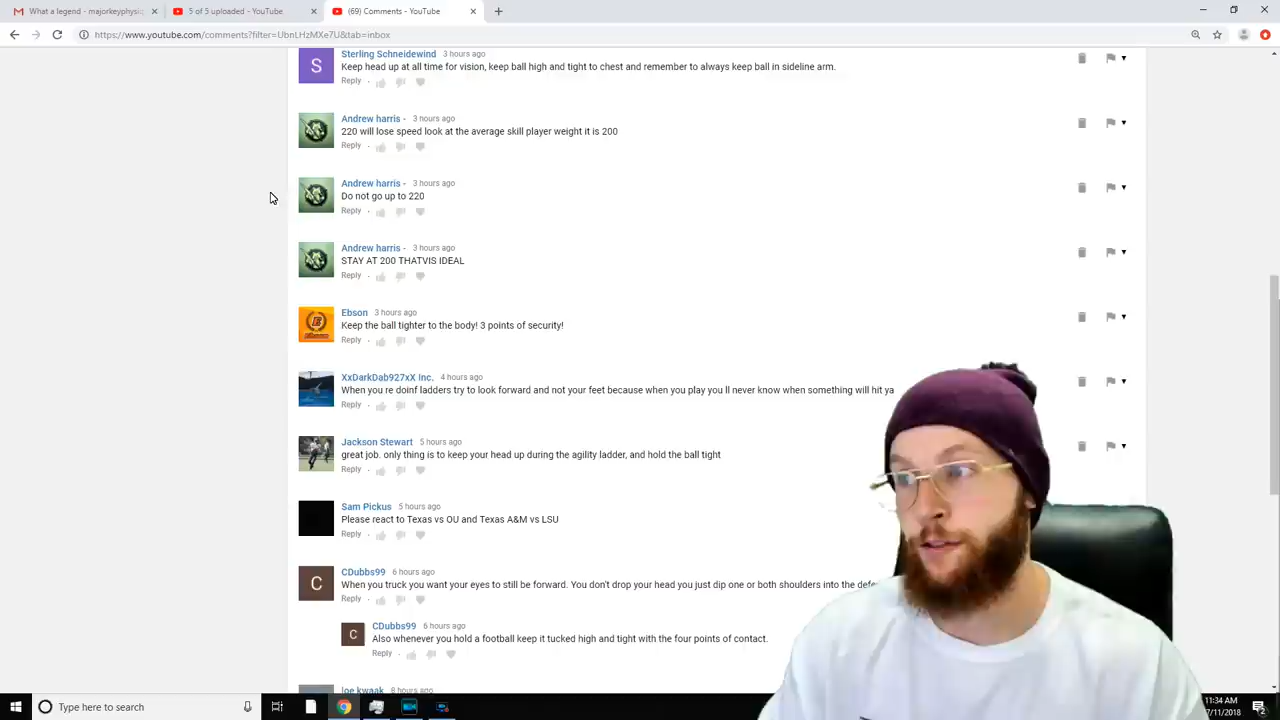 What a legend - majorkeyphysiq
5 of 5 uploaded - YouTube
(60) Comments - YouTube
https://www.youtube.com/comments?filter=UbnLHzMXe7U&tab=inbox
Sterling Schneidewind 3 hours ago
Keep head up at all time for vision, keep ball high and tight to chest and remember to always keep ball in sideline arm.
Reply
Andrew harris - 3 hours ago
220 will lose speed look at the average skill player weight it is 200
Reply
Andrew harris - 3 hours ago
Do not go up to 220
Reply
Andrew harris - 3 hours ago
STAY AT 200 THATVIS IDEAL
Reply
Ebson 3 hours ago
Keep the ball tighter to the body! 3 points of security!
Reply
XxDarkDab927xX Inc. 4 hours ago
When you re doinf ladders try to look forward and not your feet because when you play you ll never know when something will hit ya
Reply
Jackson Stewart 5 hours ago
great job. only thing is to keep your head up during the agility ladder, and hold the ball tight
Reply
Sam Pickus 5 hours ago
Please react to Texas vs OU and Texas A&M vs LSU
Reply
CDubbs99 6 hours ago
When you truck you want your eyes to still be forward. You don't drop your head you just dip one or both shoulders into the
Reply
CDubbs99 6 hours ago
Also whenever you hold a football keep it tucked high and tight with the four points of contact.
Reply
joe kwaak 8 hours ago
Type here to search
11:34 AM
7/11/2018